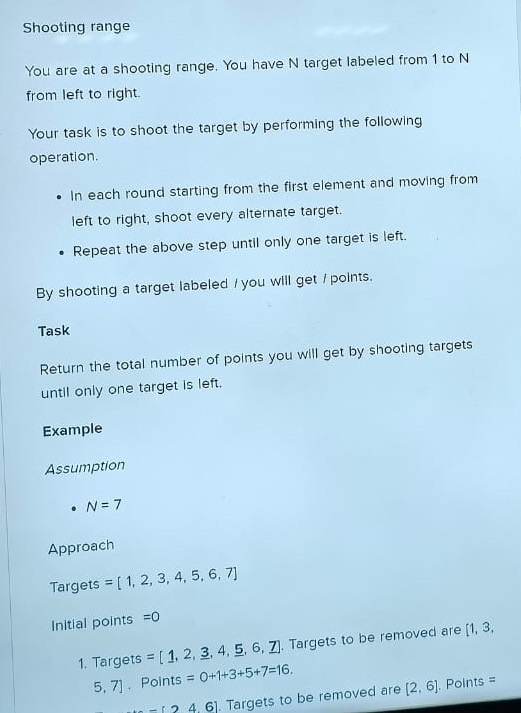 Shooting range
You are at a shooting range. You have N target labeled from 1 to N
from left to right.
Your task is to shoot the target by performing the following
operation.
• In each round starting from the first element and moving from
left to right, shoot every alternate target.
• Repeat the above step until only one target is left.
By shooting a target labeled i you will get i points.
Task
Return the total number of points you will get by shooting targets
until only one target is left.
Example
Assumption
• N = 7
Approach
Targets = [ 1, 2, 3, 4, 5, 6, 7]
Initial points =0
1. Targets = [ 1, 2, 3, 4, 5, 6, 7]. Targets to be removed are [1, 3,
5, 7] . Points = 0+1+3+5+7=16.
= [ 2, 4, 6]. Targets to be removed are [2, 6]. Points =